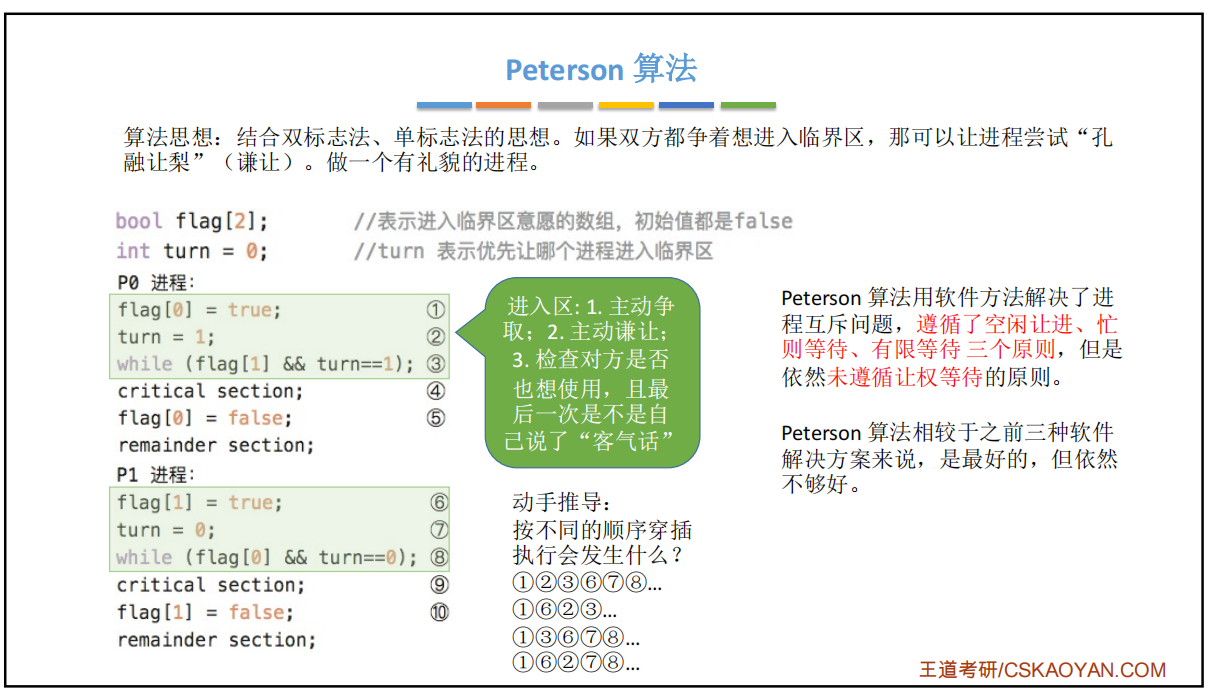 Peterson 算法
算法思想：结合双标志法、单标志法的思想。如果双方都争着想进入临界区，那可以让进程尝试“孔
融让梨”（谦让）。做一个有礼貌的进程。
bool flag[2]; //表示进入临界区意愿的数组，初始值都是false
int turn = 0; //turn 表示优先让哪个进程进入临界区
P0 进程：
flag[0] = true; ①
turn = 1; ②
while (flag[1] && turn==1); ③
critical section; ④
flag[0] = false; ⑤
remainder section;
P1 进程：
flag[1] = true; ⑥
turn = 0; ⑦
while (flag[0] && turn==0); ⑧
critical section; ⑨
flag[1] = false; ⑩
remainder section;
进入区: 1. 主动争
取；2. 主动谦让；
3. 检查对方是否
也想使用，且最
后一次是不是自
己说了“客气话”
动手推导：
按不同的顺序穿插
执行会发生什么？
①②③⑥⑦⑧…
①⑥②③…
①③⑥⑦⑧…
①⑥②⑦⑧…
Peterson 算法用软件方法解决了进
程互斥问题，遵循了空闲让进、忙
则等待、有限等待 三个原则，但是
依然未遵循让权等待的原则。
Peterson 算法相较于之前三种软件
解决方案来说，是最好的，但依然
不够好。
王道考研/CSKAOYAN.COM